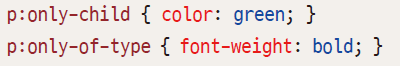 p:only-child { color: green; }
p:only-of-type { font-weight: bold; }